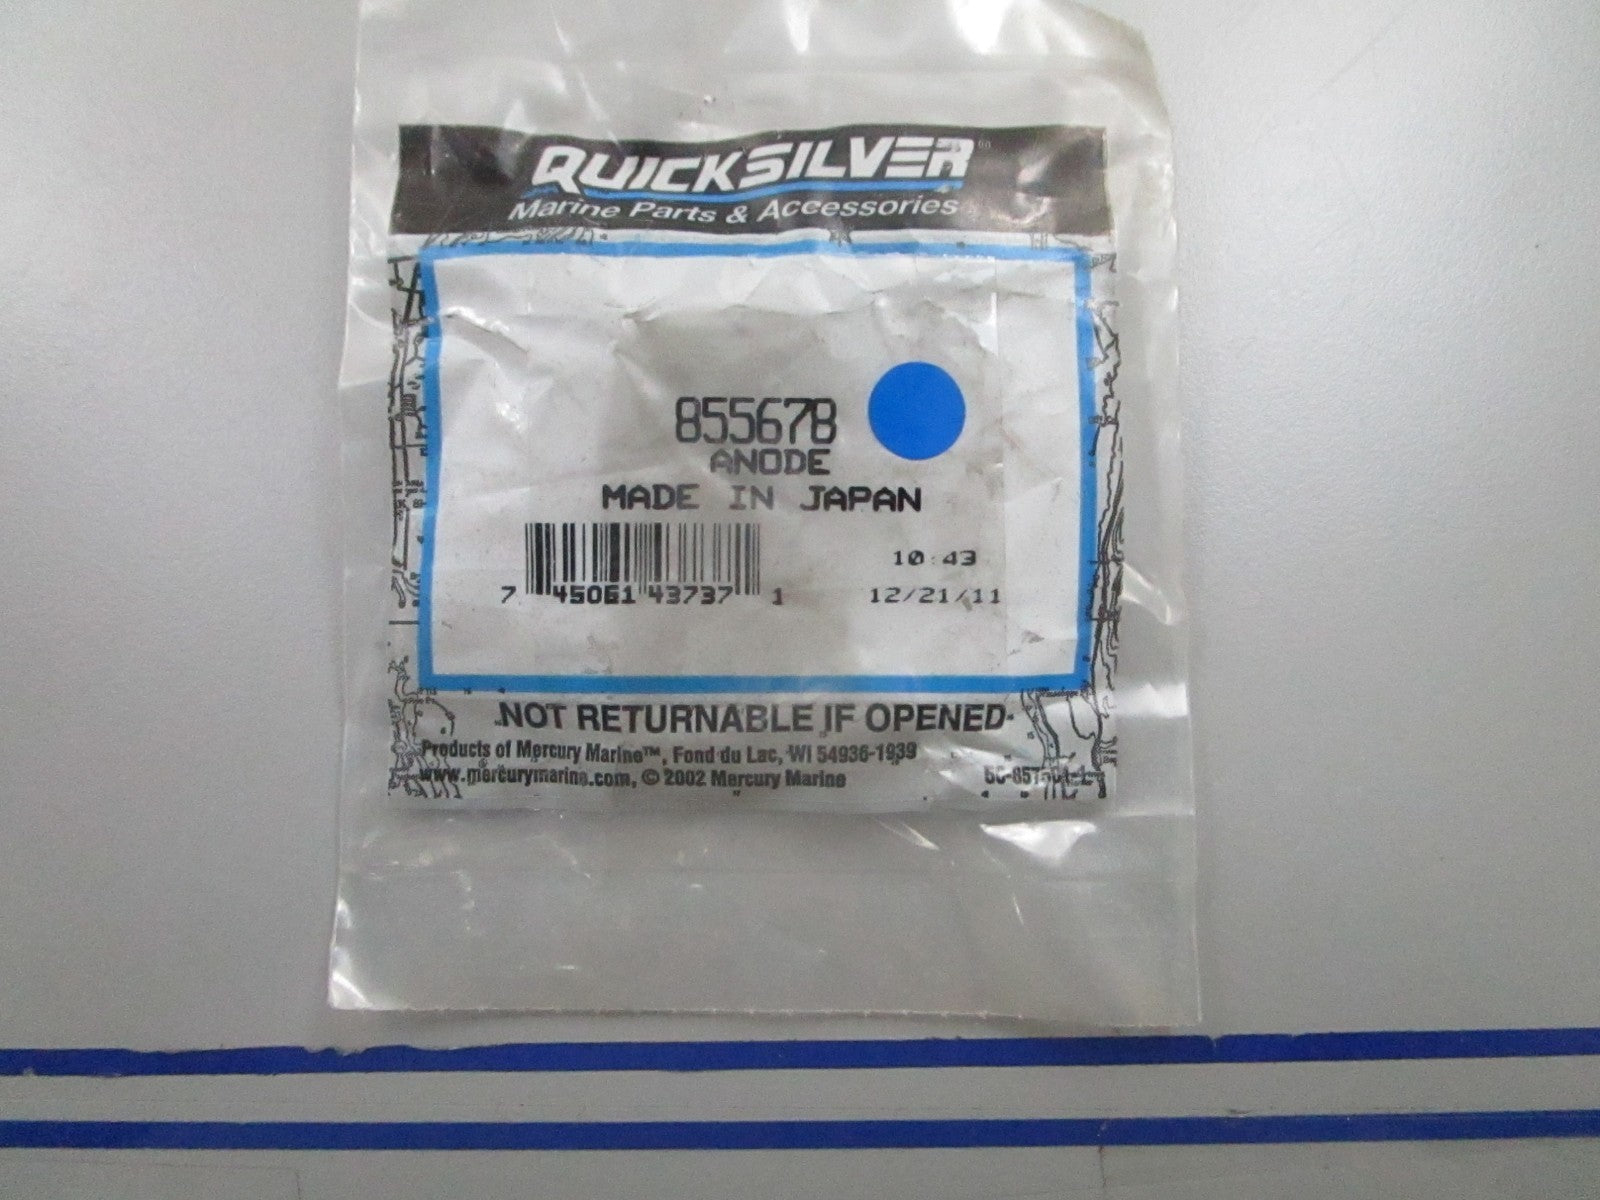 QUICKSILVER
Marine Parts & Accessories
855678
ANODE
MADE IN JAPAN
7 45061 43737 1
10:43
12/21/11
NOT RETURNABLE IF OPENED
Products of Mercury Marine™, Fond du Lac, WI 54936-1939
www.mercurymarine.com, © 2002 Mercury Marine